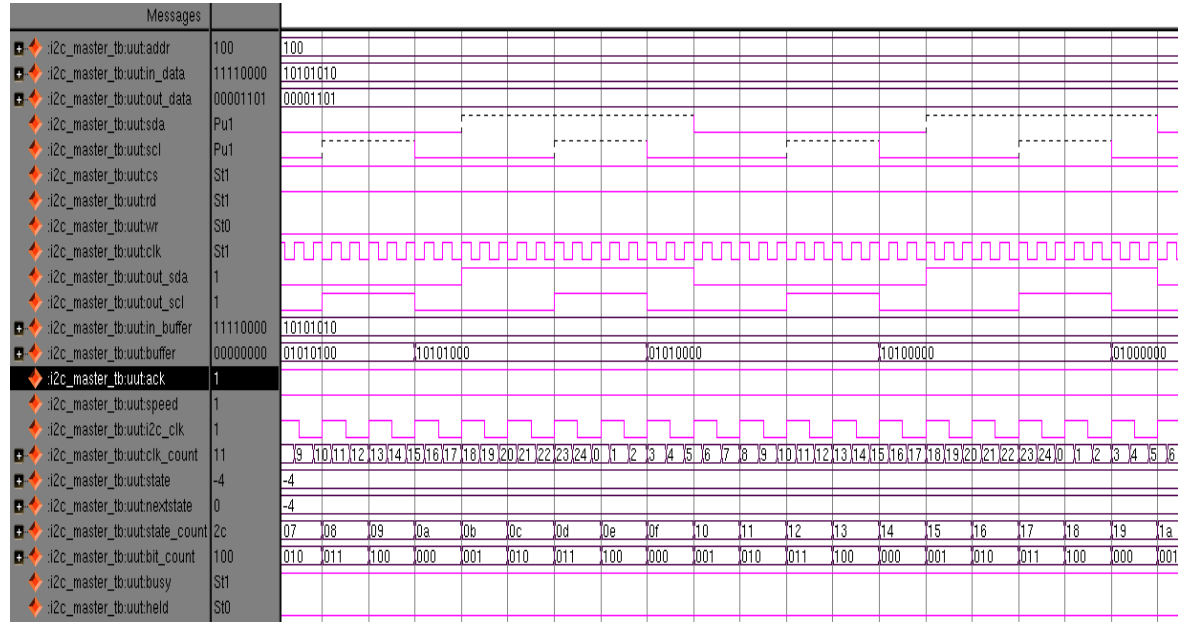 Messages
:i2c_master_tb:uut:addr 100 100
:i2c_master_tb:uut:in_data 11110000 10101010
:i2c_master_tb:uut:out_data 00001101 00001101
:i2c_master_tb:uut:sda Pu1
:i2c_master_tb:uut:scl Pu1
:i2c_master_tb:uut:cs St1
:i2c_master_tb:uut:rd St1
:i2c_master_tb:uut:wr St0
:i2c_master_tb:uut:clk St1
:i2c_master_tb:uut:out_sda 1
:i2c_master_tb:uut:out_scl 1
:i2c_master_tb:uut:in_buffer 11110000 10101010
:i2c_master_tb:uut:buffer 00000000 01010100 10101000 01010000 10100000 01000000
:i2c_master_tb:uut:ack 1
:i2c_master_tb:uut:speed 1
:i2c_master_tb:uut:i2c_clk 1
:i2c_master_tb:uut:clk_count 11 9 10 11 12 13 14 15 16 17 18 19 20 21 22 23 24 0 1 2 3 4 5 6 7 8 9 10 11 12 13 14 15 16 17 18 19 20 21 22 23 24 0 1 2 3 4 5 6
:i2c_master_tb:uut:state -4 -4
:i2c_master_tb:uut:nextstate 0 -4
:i2c_master_tb:uut:state_count 2c 07 08 09 0a 0b 0c 0d 0e 0f 10 11 12 13 14 15 16 17 18 19 1a
:i2c_master_tb:uut:bit_count 100 010 011 100 000 001 010 011 100 000 001 010 011 100 000 001 010 011 100 000 001
:i2c_master_tb:uut:busy St1
:i2c_master_tb:uut:held St0